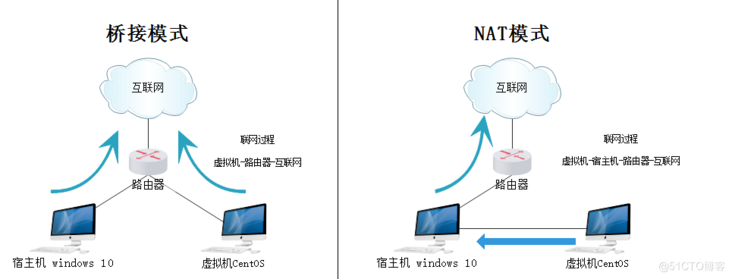 桥接模式
互联网
联网过程
虚拟机-路由器-互联网
路由器
宿主机 windows 10
虚拟机CentOS
NAT模式
互联网
联网过程
虚拟机-宿主机-路由器-互联网
路由器
宿主机 windows 10
虚拟机CentOS
@51CTO博客